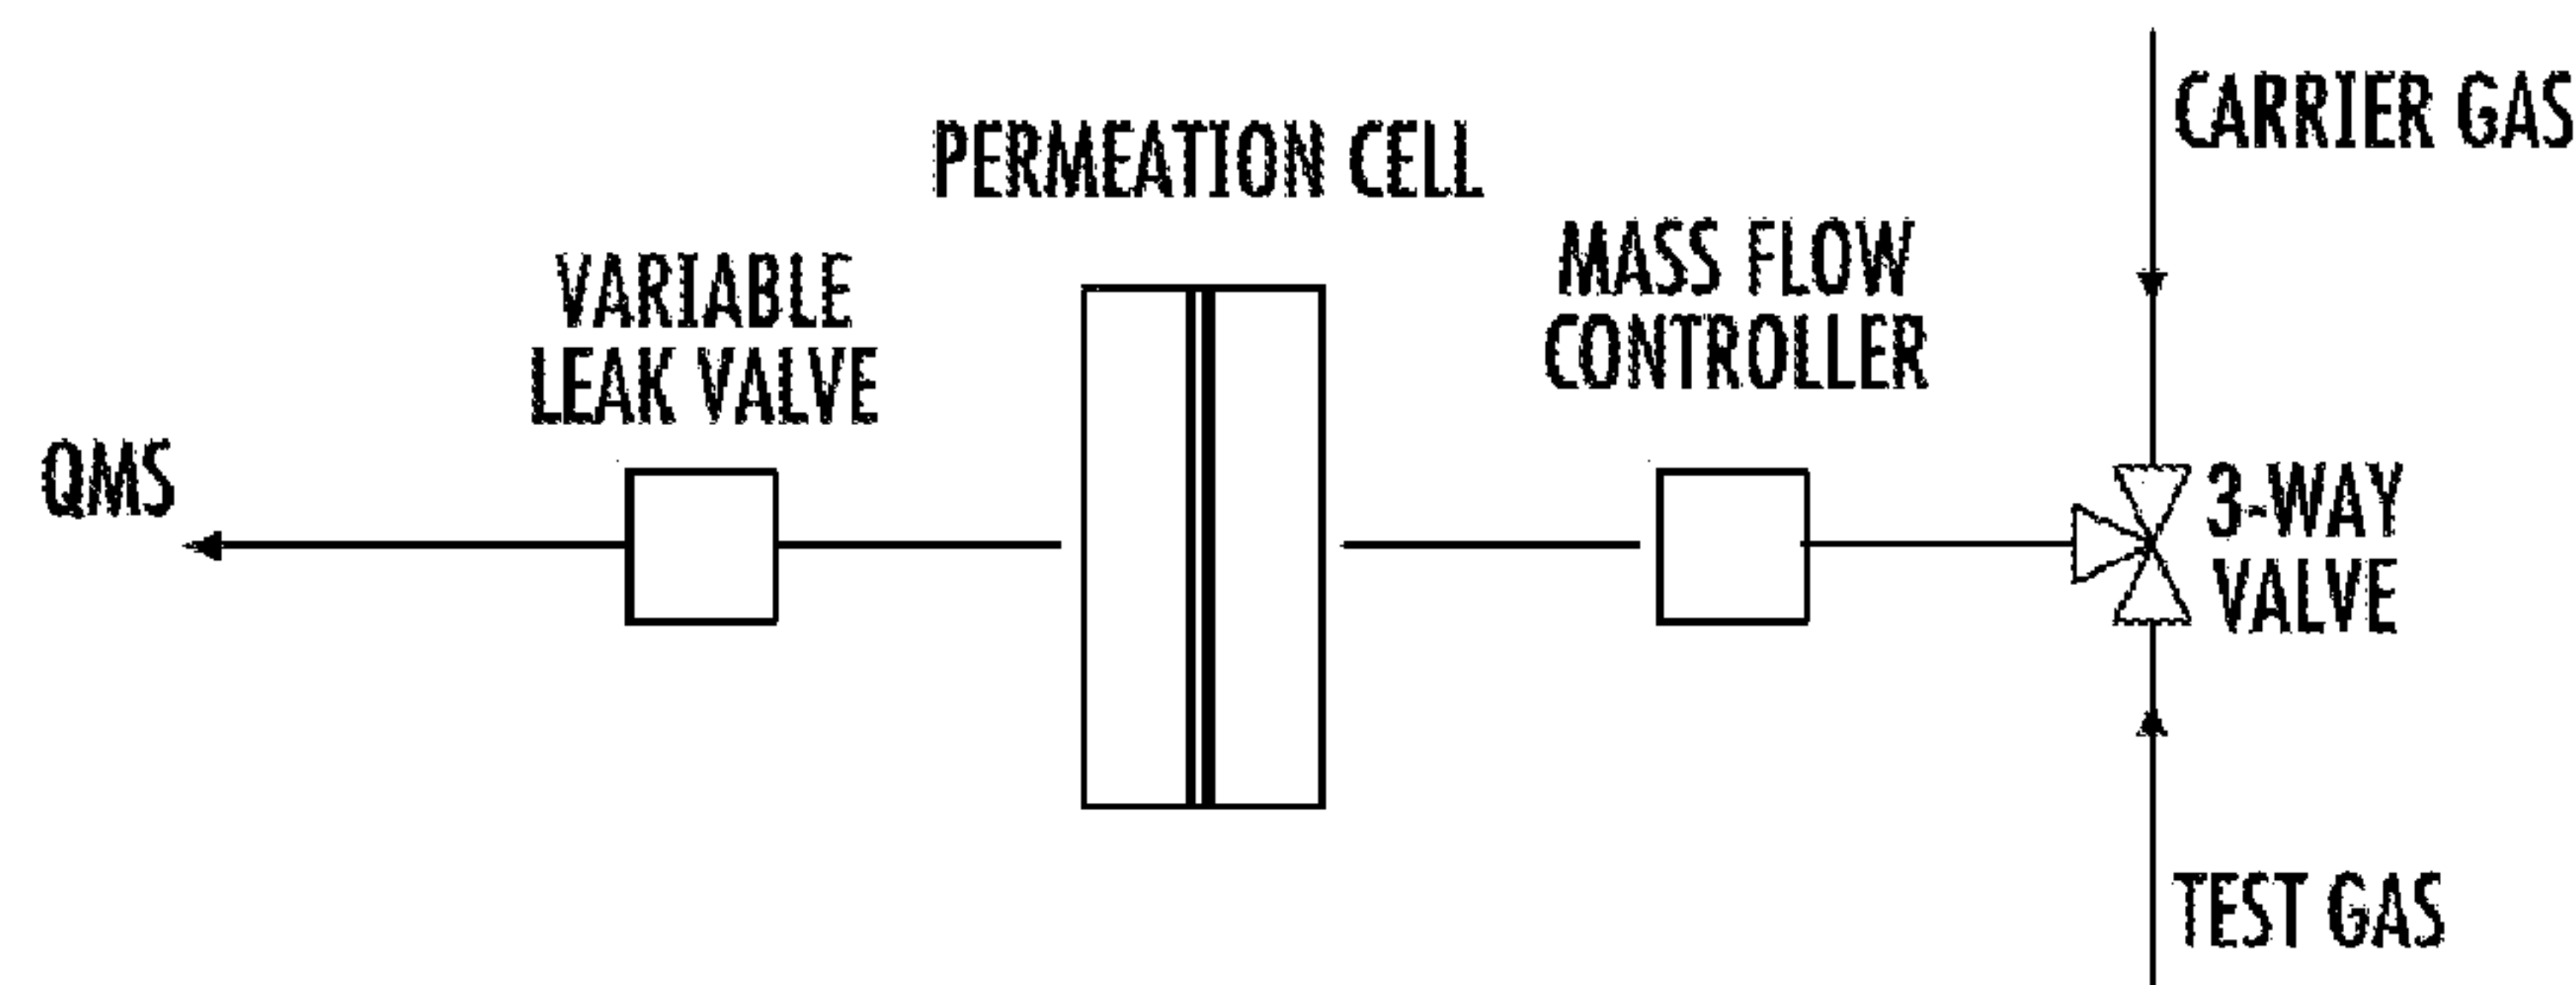 CARRIER GAS
PERMEATION CELL
MASS FLOW
CONTROLLER
VARIABLE
LEAK VALVE
QMS
3-WAY
VALVE
TEST GAS